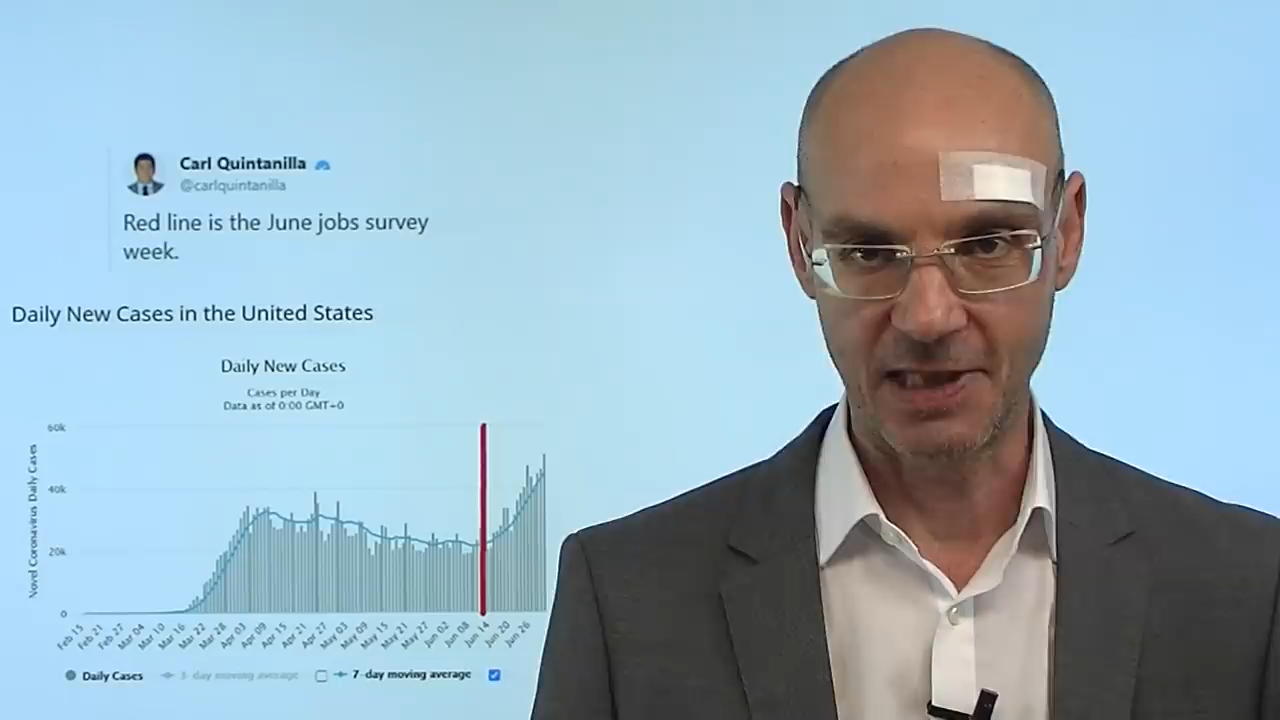 Carl Quintanilla
@carlquintanilla
Red line is the June jobs survey
week.
Daily New Cases in the United States
Daily New Cases
Cases per Day
Data as of 0:00 GMT+0
Novel Coronavirus Daily Cases
60k
40k
20k
0
Feb 15
Feb 21
Feb 27
Mar 04
Mar 10
Mar 16
Mar 22
Mar 28
Apr 03
Apr 09
Apr 15
Apr 21
Apr 27
May 03
May 09
May 15
May 21
May 27
Jun 02
Jun 08
Jun 14
Jun 20
Jun 26
Daily Cases
3-day moving average
7-day moving average